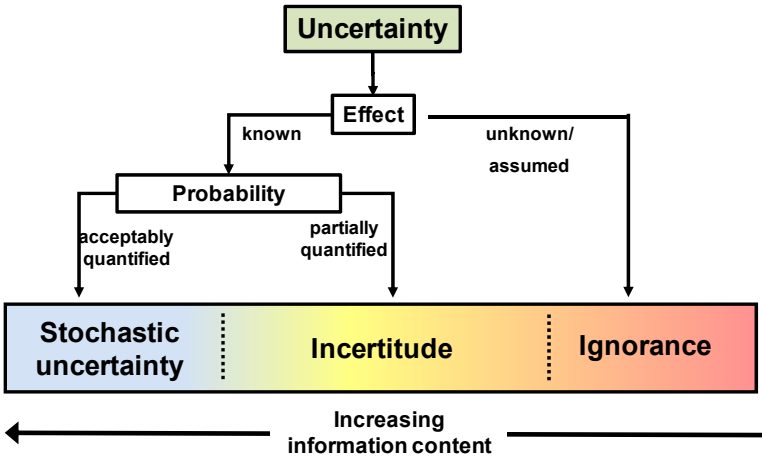 Uncertainty
Effect
known
unknown/
assumed
Probability
acceptably
quantified
partially
quantified
Stochastic
uncertainty
Incertitude
Ignorance
Increasing
information content